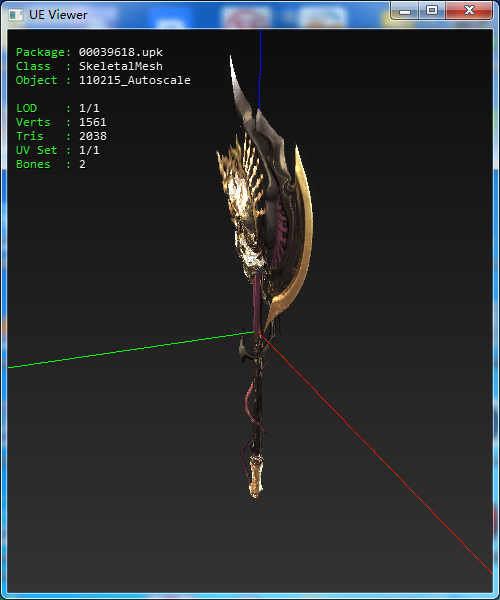 UE Viewer
Package: 00039618.upk
Class : SkeletalMesh
Object : 110215_Autoscale
LOD : 1/1
Verts : 1561
Tris : 2038
UV Set : 1/1
Bones : 2